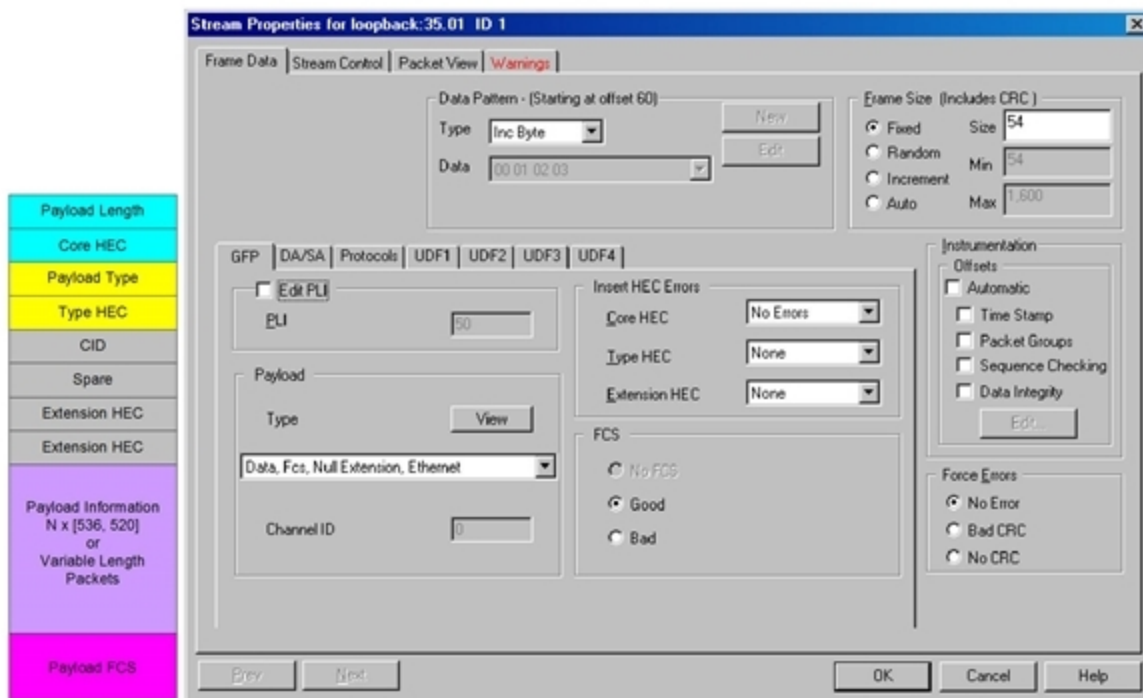 Stream Properties for loopback:35.01 ID 1
Frame Data
Stream Control
Packet View
Warnings
Data Pattern - (Starting at offset 60)
Type
Inc Byte
Data
00 01 02 03
New
Edit
Frame Size (Includes CRC )
Fixed
Size
54
Random
Min
54
Increment
Auto
Max
1,600
Payload Length
Core HEC
Payload Type
Type HEC
CID
Spare
Extension HEC
Extension HEC
Payload Information
N x [536, 520]
or
Variable Length
Packets
Payload FCS
GFP
DA/SA
Protocols
UDF1
UDF2
UDF3
UDF4
Edit PLI
PLI
50
Payload
Type
View
Data, Fcs, Null Extension, Ethernet
Channel ID
0
Insert HEC Errors
Core HEC
No Errors
Type HEC
None
Extension HEC
None
FCS
No FCS
Good
Bad
Instrumentation
Offsets
Automatic
Time Stamp
Packet Groups
Sequence Checking
Data Integrity
Edit...
Force Errors
No Error
Bad CRC
No CRC
Prev
Next
OK
Cancel
Help